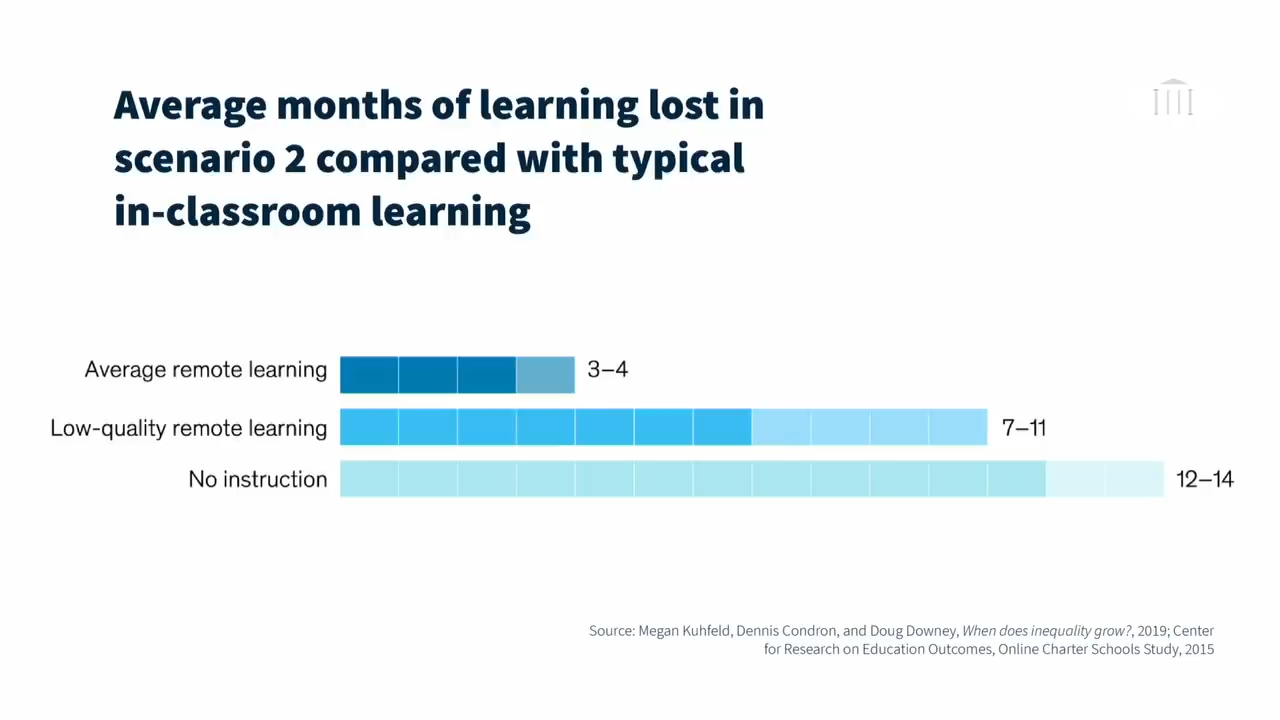 Average months of learning lost in
scenario 2 compared with typical
in-classroom learning
Average remote learning 3–4
Low-quality remote learning 7–11
No instruction 12–14
Source: Megan Kuhfeld, Dennis Condron, and Doug Downey, When does inequality grow?, 2019; Center
for Research on Education Outcomes, Online Charter Schools Study, 2015